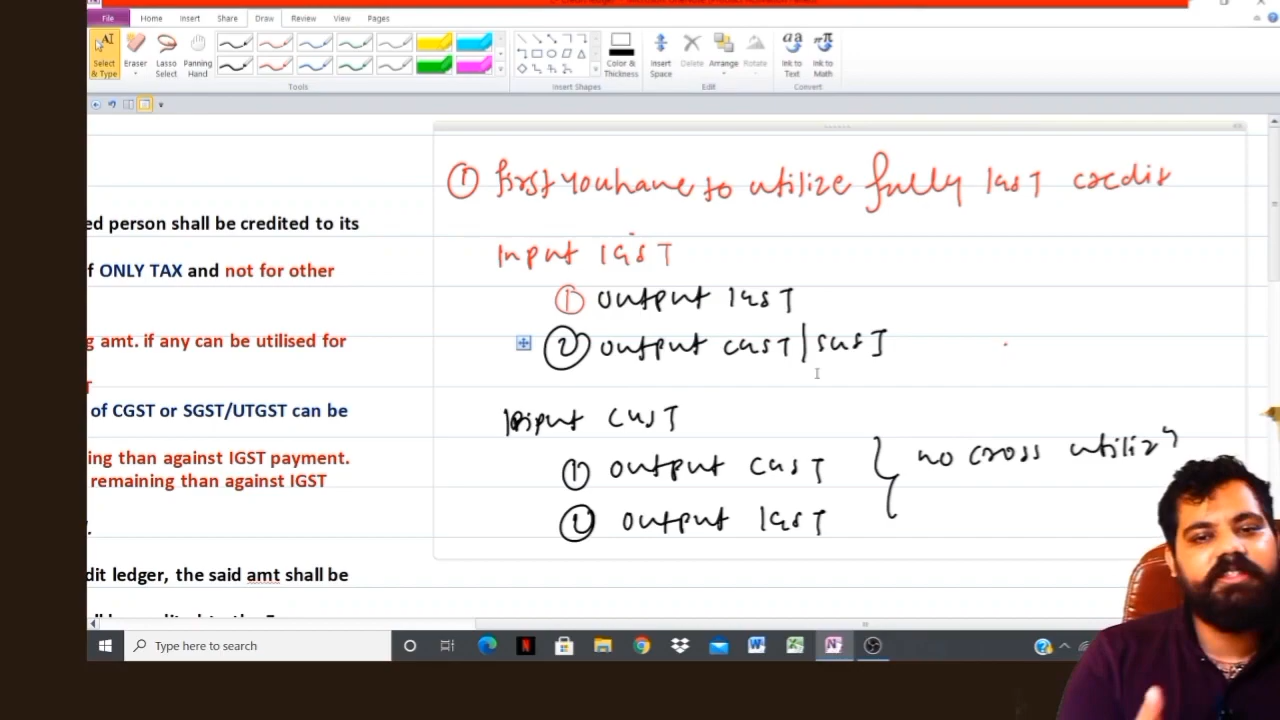 File Home Insert Share Draw Review View Pages
Select & Type Eraser Lasso Select Panning Hand Color & Thickness Insert Space Delete Arrange Rotate Ink to Text Ink to Math
Tools Insert Shapes Edit Convert
① first you have to utilize fully IGST credit
ed person shall be credited to its
Input IGST
f ONLY TAX and not for other
① output IGST
g amt. if any can be utilised for
② output CGST | SGST
T
of CGST or SGST/UTGST can be
Input CGST
ing than against IGST payment.
① output CGST
no cross utiliz
remaining than against IGST
② output IGST
.
dit ledger, the said amt shall be
Type here to search